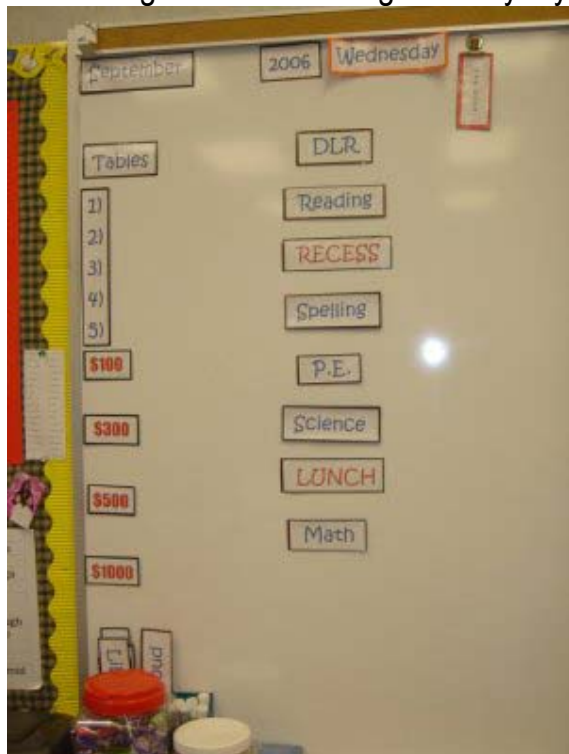 September 2006 Wednesday
Tables
1)
2)
3)
4)
5)
$100
$300
$500
$1000
DLR
Reading
RECESS
Spelling
P.E.
Science
LUNCH
Math